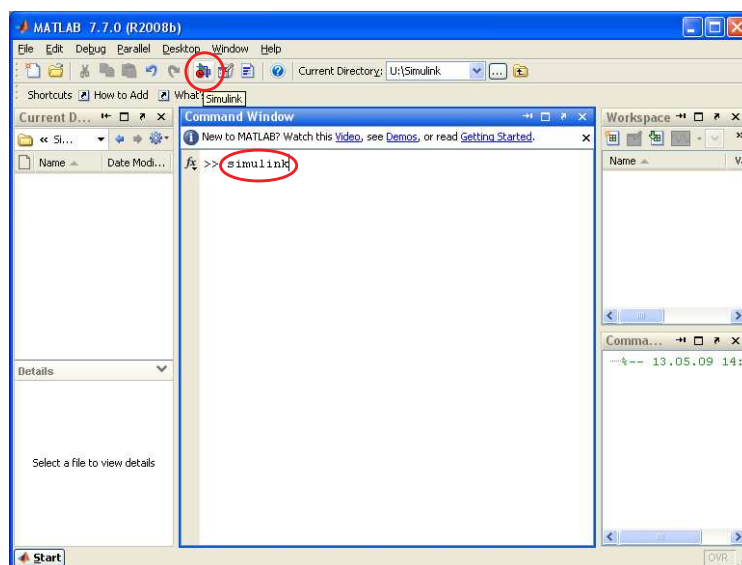 MATLAB 7.7.0 (R2008b)
File Edit Debug Parallel Desktop Window Help
Current Directory: U:\Simulink
Shortcuts How to Add What'
Simulink
Current D...
« Si...
Name Date Modi...
Details
Select a file to view details
Command Window
New to MATLAB? Watch this Video, see Demos, or read Getting Started.
fx >> simulink
Workspace
Name V
Comma...
%-- 13.05.09 14:
Start
OVR